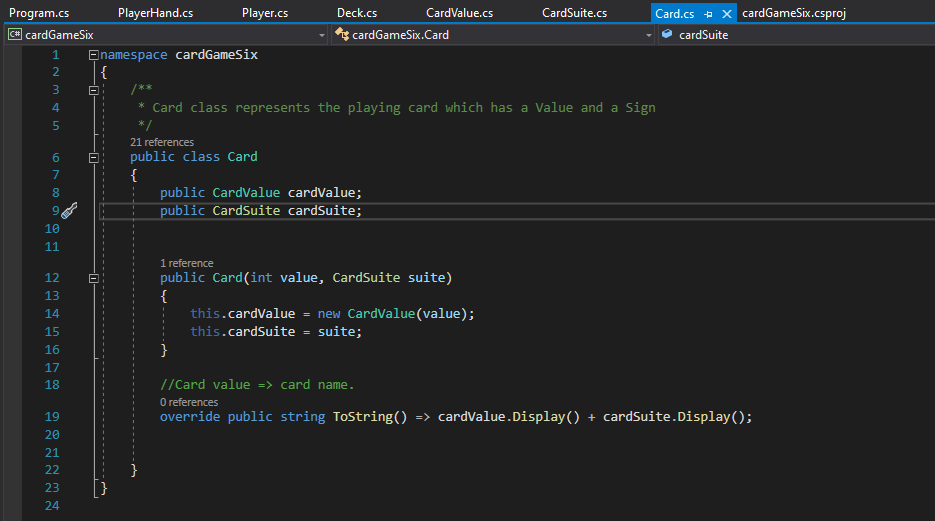 Program.cs PlayerHand.cs Player.cs Deck.cs CardValue.cs CardSuite.cs Card.cs cardGameSix.csproj
C# cardGameSix cardGameSix.Card cardSuite
1 namespace cardGameSix
2 {
3 /**
4 * Card class represents the playing card which has a Value and a Sign
5 */
21 references
6 public class Card
7 {
8 public CardValue cardValue;
9 public CardSuite cardSuite;
10
11
1 reference
12 public Card(int value, CardSuite suite)
13 {
14 this.cardValue = new CardValue(value);
15 this.cardSuite = suite;
16 }
17
18 //Card value => card name.
0 references
19 override public string ToString() => cardValue.Display() + cardSuite.Display();
20
21
22 }
23 }
24